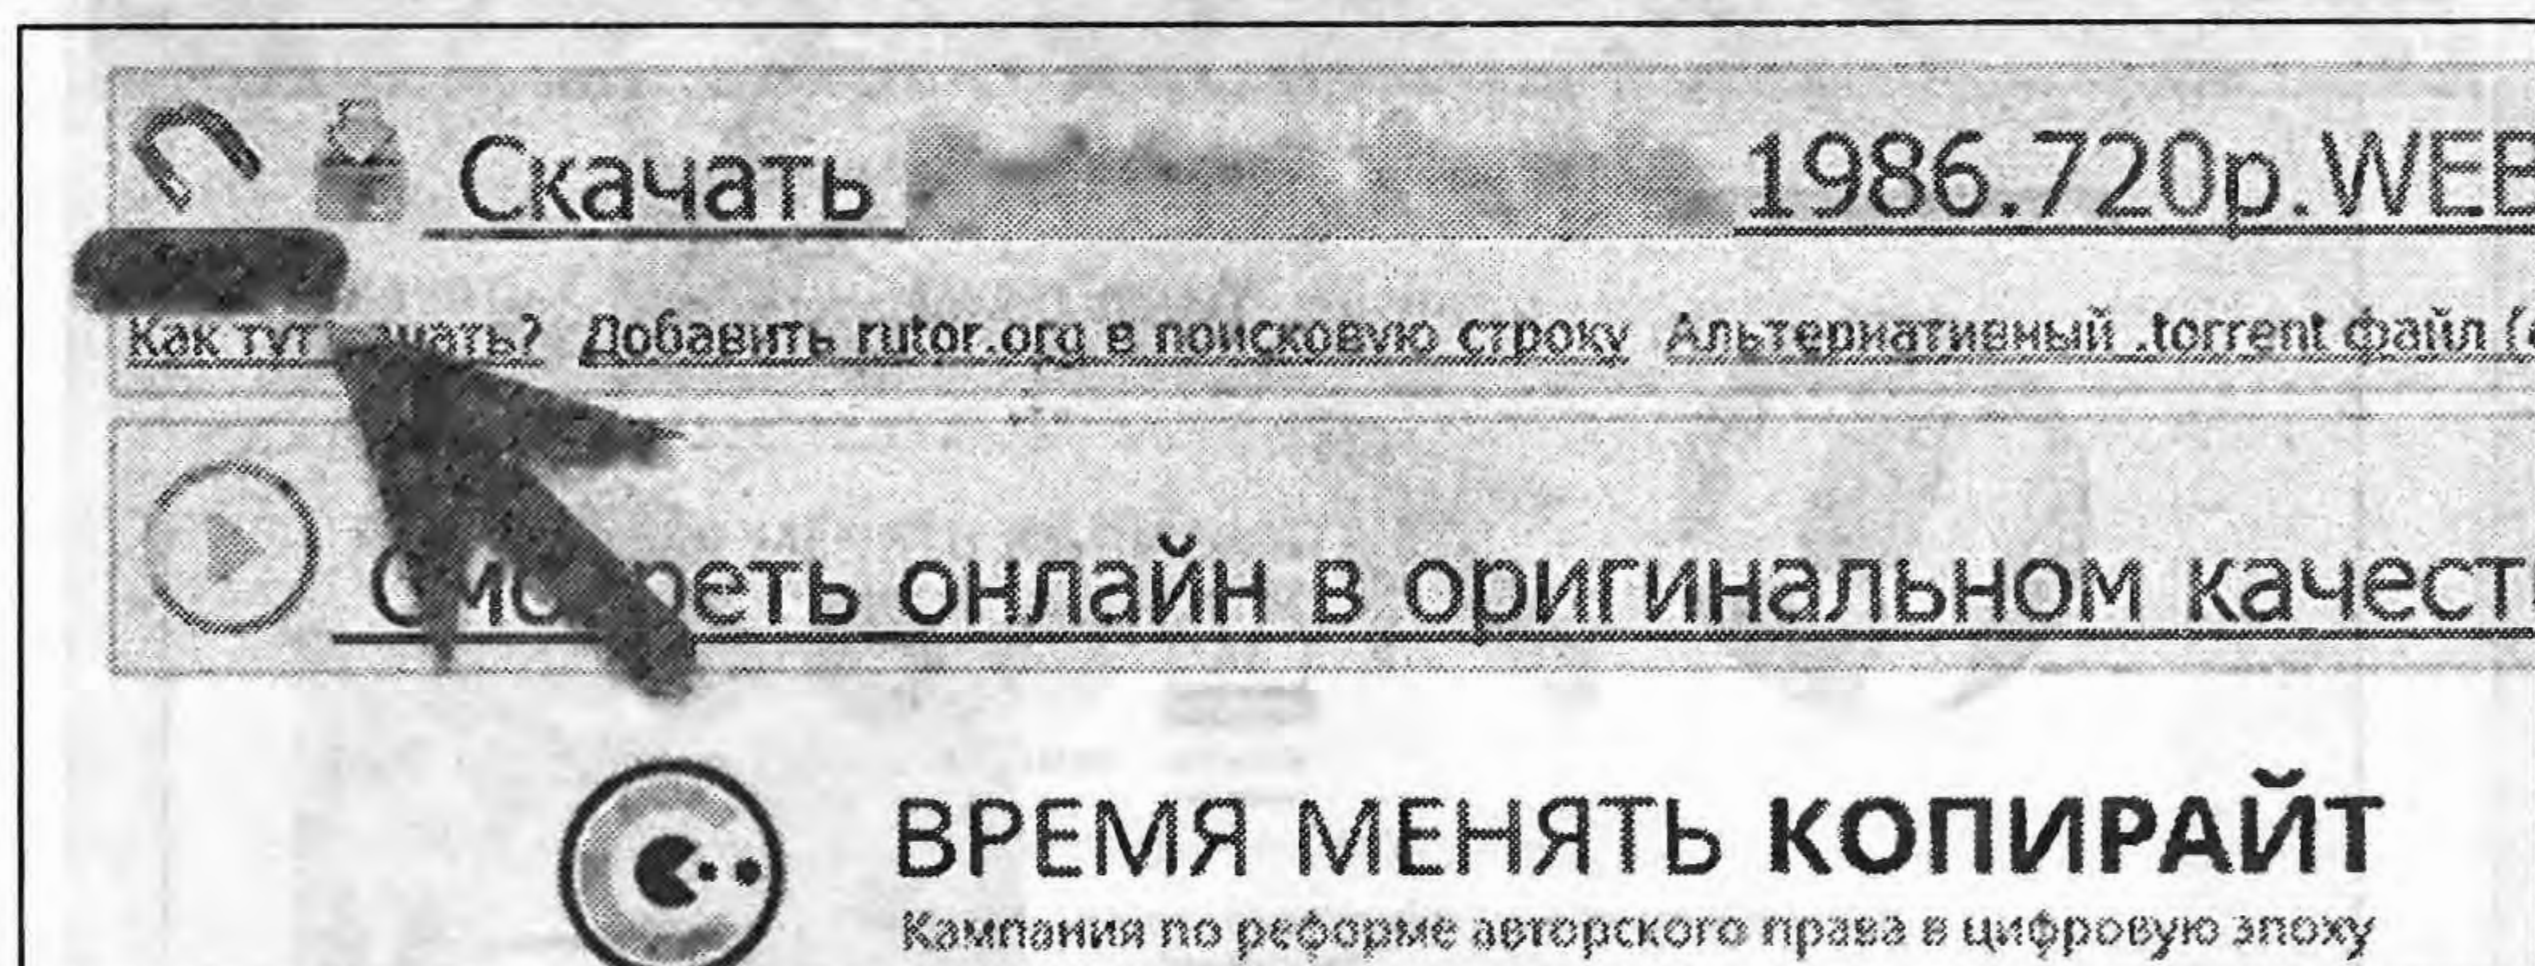 Скачать 1986.720p.WEB
Как тут ачать? Добавить rutor.org в поисковую строку Альтернативный .torrent файл (
Смотреть онлайн в оригинальном качест
ВРЕМЯ МЕНЯТЬ КОПИРАЙТ
Кампания по реформе авторского права в цифровую эпоху